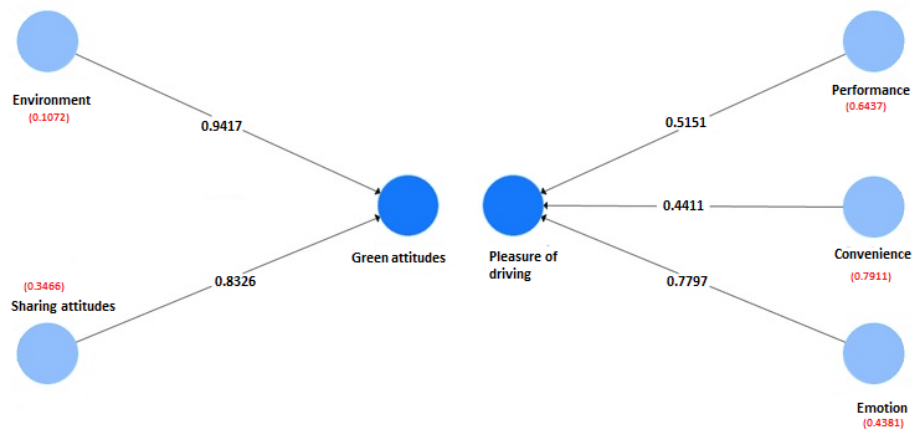 Environment
(0.1072)
0.9417
Performance
(0.6437)
0.5151
0.4411
Convenience
(0.7911)
Green attitudes
Pleasure of
driving
0.8326
0.7797
(0.3466)
Sharing attitudes
Emotion
(0.4381)